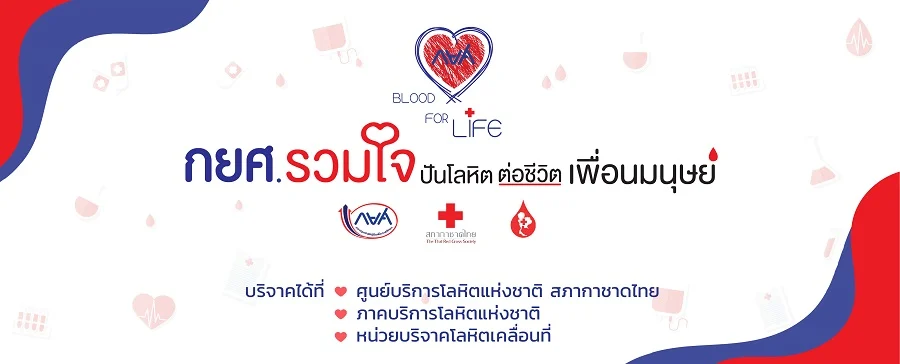 กยศ
BLOOD
FOR LIFE
กยศ.รวมใจ ปันโลหิต ต่อชีวิต เพื่อนมนุษย์
กยศ
สภากาชาดไทย
The Thai Red Cross Society
บริจาคได้ที่ ศูนย์บริการโลหิตแห่งชาติ สภากาชาดไทย
ภาคบริการโลหิตแห่งชาติ
หน่วยบริจาคโลหิตเคลื่อนที่